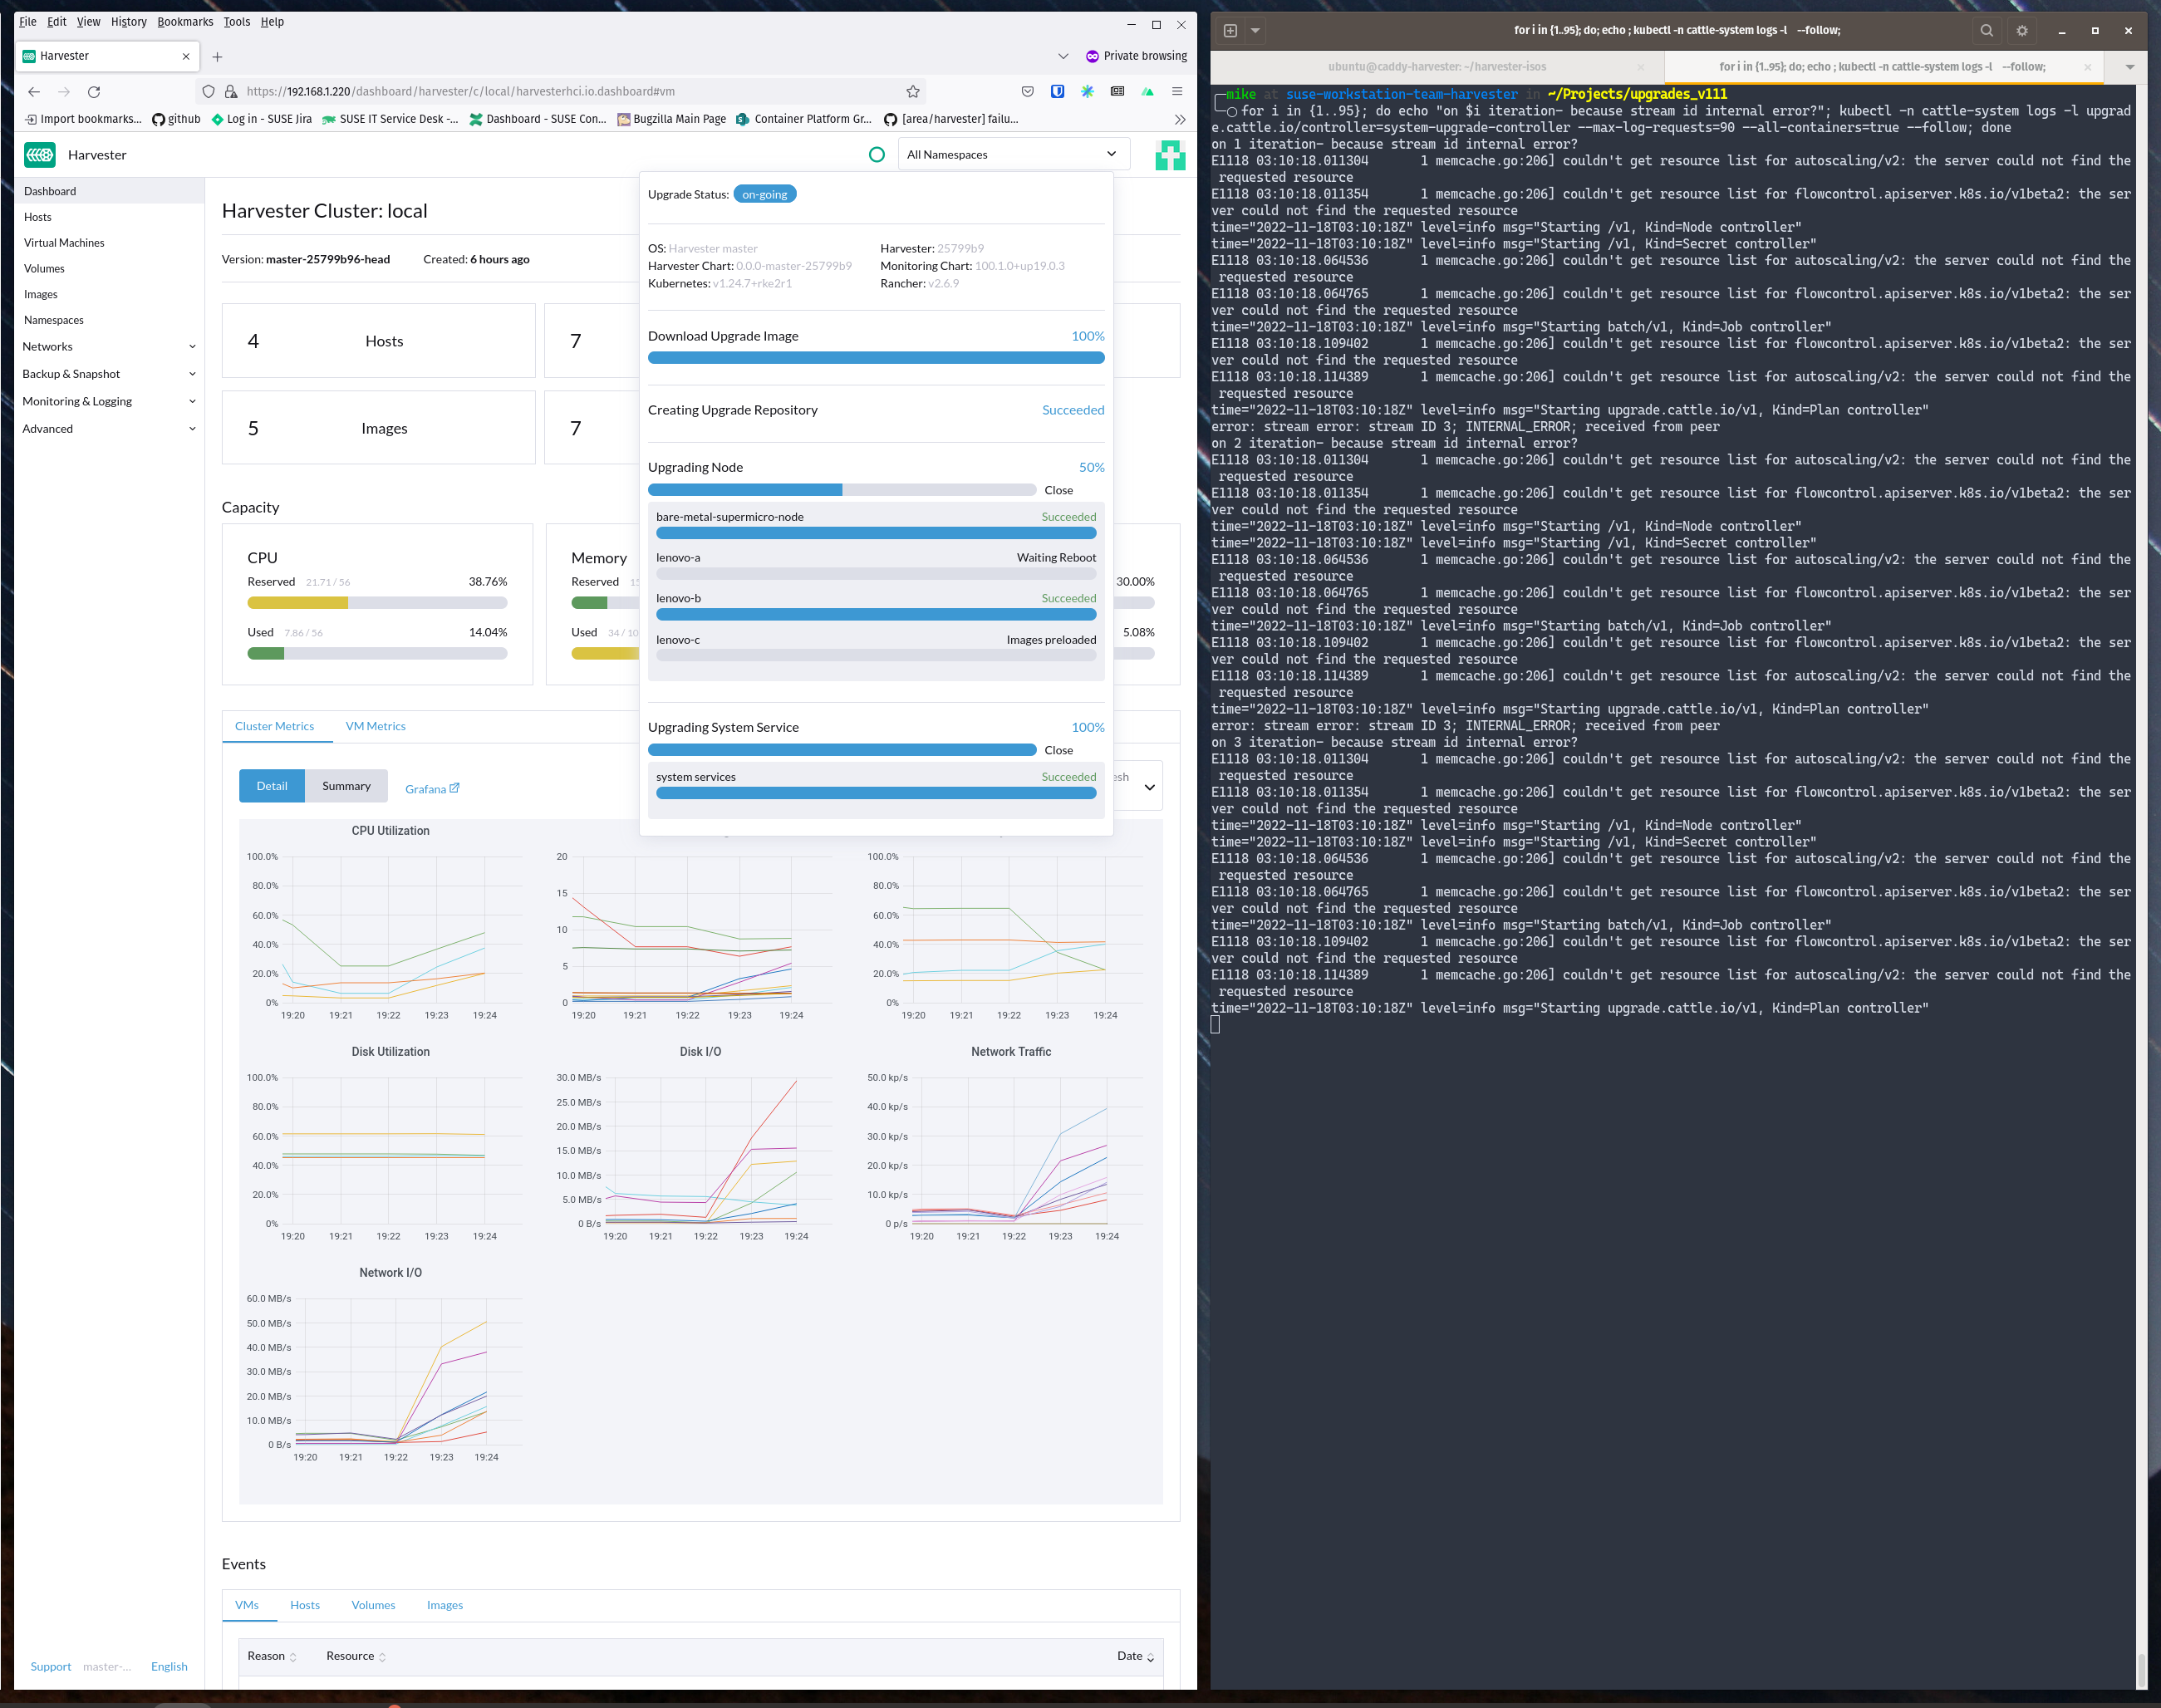 File Edit View History Bookmarks Tools Help
Harvester
Private browsing
https://192.168.1.220/dashboard/harvester/c/local/harvesterhci.io.dashboard#vm
Import bookmarks... github Log in - SUSE Jira SUSE IT Service Desk -... Dashboard - SUSE Con... Bugzilla Main Page Container Platform Gr... [area/harvester] failu...
Harvester
All Namespaces
Dashboard
Hosts
Virtual Machines
Volumes
Images
Namespaces
Networks
Backup & Snapshot
Monitoring & Logging
Advanced
Support master-... English
Harvester Cluster: local
Version: master-25799b96-head Created: 6 hours ago
4 Hosts
7
5 Images
7
Capacity
CPU
Reserved 21.71 / 56 38.76%
Used 7.86 / 56 14.04%
Memory
Reserved 15
Used 34 / 10
30.00%
5.08%
Upgrade Status: on-going
OS: Harvester master Harvester: 25799b9
Harvester Chart: 0.0.0-master-25799b9 Monitoring Chart: 100.1.0+up19.0.3
Kubernetes: v1.24.7+rke2r1 Rancher: v2.6.9
Download Upgrade Image 100%
Creating Upgrade Repository Succeeded
Upgrading Node 50%
Close
bare-metal-supermicro-node Succeeded
lenovo-a Waiting Reboot
lenovo-b Succeeded
lenovo-c Images preloaded
Upgrading System Service 100%
Close
system services Succeeded
Cluster Metrics VM Metrics
Detail Summary Grafana
esh
CPU Utilization
100.0%
80.0%
60.0%
40.0%
20.0%
0%
19:20 19:21 19:22 19:23 19:24
20
15
10
5
0
19:20 19:21 19:22 19:23 19:24
100.0%
80.0%
60.0%
40.0%
20.0%
0%
19:20 19:21 19:22 19:23 19:24
Disk Utilization
100.0%
80.0%
60.0%
40.0%
20.0%
0%
19:20 19:21 19:22 19:23 19:24
Disk I/O
30.0 MB/s
25.0 MB/s
20.0 MB/s
15.0 MB/s
10.0 MB/s
5.0 MB/s
0 B/s
19:20 19:21 19:22 19:23 19:24
Network Traffic
50.0 kp/s
40.0 kp/s
30.0 kp/s
20.0 kp/s
10.0 kp/s
0 p/s
19:20 19:21 19:22 19:23 19:24
Network I/O
60.0 MB/s
50.0 MB/s
40.0 MB/s
30.0 MB/s
20.0 MB/s
10.0 MB/s
0 B/s
19:20 19:21 19:22 19:23 19:24
Events
VMs Hosts Volumes Images
Reason Resource Date
for i in {1..95}; do; echo ; kubectl -n cattle-system logs -l --follow;
ubuntu@caddy-harvester: ~/harvester-isos
for i in {1..95}; do; echo ; kubectl -n cattle-system logs -l --follow;
mike at suse-workstation-team-harvester in ~/Projects/upgrades_v111
for i in {1..95}; do echo "on $i iteration- because stream id internal error?"; kubectl -n cattle-system logs -l upgrad
e.cattle.io/controller=system-upgrade-controller --max-log-requests=90 --all-containers=true --follow; done
on 1 iteration- because stream id internal error?
E1118 03:10:18.011304 1 memcache.go:206] couldn't get resource list for autoscaling/v2: the server could not find the
requested resource
E1118 03:10:18.011354 1 memcache.go:206] couldn't get resource list for flowcontrol.apiserver.k8s.io/v1beta2: the ser
ver could not find the requested resource
time="2022-11-18T03:10:18Z" level=info msg="Starting /v1, Kind=Node controller"
time="2022-11-18T03:10:18Z" level=info msg="Starting /v1, Kind=Secret controller"
E1118 03:10:18.064536 1 memcache.go:206] couldn't get resource list for autoscaling/v2: the server could not find the
requested resource
E1118 03:10:18.064765 1 memcache.go:206] couldn't get resource list for flowcontrol.apiserver.k8s.io/v1beta2: the ser
ver could not find the requested resource
time="2022-11-18T03:10:18Z" level=info msg="Starting batch/v1, Kind=Job controller"
E1118 03:10:18.109402 1 memcache.go:206] couldn't get resource list for flowcontrol.apiserver.k8s.io/v1beta2: the ser
ver could not find the requested resource
E1118 03:10:18.114389 1 memcache.go:206] couldn't get resource list for autoscaling/v2: the server could not find the
requested resource
time="2022-11-18T03:10:18Z" level=info msg="Starting upgrade.cattle.io/v1, Kind=Plan controller"
error: stream error: stream ID 3; INTERNAL_ERROR; received from peer
on 2 iteration- because stream id internal error?
E1118 03:10:18.011304 1 memcache.go:206] couldn't get resource list for autoscaling/v2: the server could not find the
requested resource
E1118 03:10:18.011354 1 memcache.go:206] couldn't get resource list for flowcontrol.apiserver.k8s.io/v1beta2: the ser
ver could not find the requested resource
time="2022-11-18T03:10:18Z" level=info msg="Starting /v1, Kind=Node controller"
time="2022-11-18T03:10:18Z" level=info msg="Starting /v1, Kind=Secret controller"
E1118 03:10:18.064536 1 memcache.go:206] couldn't get resource list for autoscaling/v2: the server could not find the
requested resource
E1118 03:10:18.064765 1 memcache.go:206] couldn't get resource list for flowcontrol.apiserver.k8s.io/v1beta2: the ser
ver could not find the requested resource
time="2022-11-18T03:10:18Z" level=info msg="Starting batch/v1, Kind=Job controller"
E1118 03:10:18.109402 1 memcache.go:206] couldn't get resource list for flowcontrol.apiserver.k8s.io/v1beta2: the ser
ver could not find the requested resource
E1118 03:10:18.114389 1 memcache.go:206] couldn't get resource list for autoscaling/v2: the server could not find the
requested resource
time="2022-11-18T03:10:18Z" level=info msg="Starting upgrade.cattle.io/v1, Kind=Plan controller"
error: stream error: stream ID 3; INTERNAL_ERROR; received from peer
on 3 iteration- because stream id internal error?
E1118 03:10:18.011304 1 memcache.go:206] couldn't get resource list for autoscaling/v2: the server could not find the
requested resource
E1118 03:10:18.011354 1 memcache.go:206] couldn't get resource list for flowcontrol.apiserver.k8s.io/v1beta2: the ser
ver could not find the requested resource
time="2022-11-18T03:10:18Z" level=info msg="Starting /v1, Kind=Node controller"
time="2022-11-18T03:10:18Z" level=info msg="Starting /v1, Kind=Secret controller"
E1118 03:10:18.064536 1 memcache.go:206] couldn't get resource list for autoscaling/v2: the server could not find the
requested resource
E1118 03:10:18.064765 1 memcache.go:206] couldn't get resource list for flowcontrol.apiserver.k8s.io/v1beta2: the ser
ver could not find the requested resource
time="2022-11-18T03:10:18Z" level=info msg="Starting batch/v1, Kind=Job controller"
E1118 03:10:18.109402 1 memcache.go:206] couldn't get resource list for flowcontrol.apiserver.k8s.io/v1beta2: the ser
ver could not find the requested resource
E1118 03:10:18.114389 1 memcache.go:206] couldn't get resource list for autoscaling/v2: the server could not find the
requested resource
time="2022-11-18T03:10:18Z" level=info msg="Starting upgrade.cattle.io/v1, Kind=Plan controller"